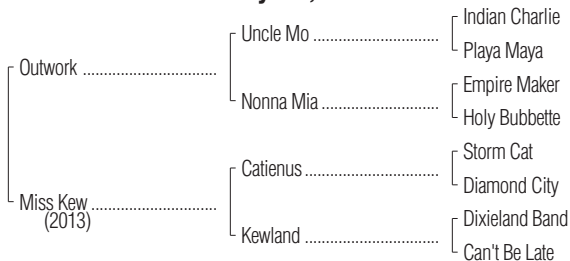 Indian Charlie
Uncle Mo ..............................
Playa Maya
Outwork ................................
Empire Maker
Nonna Mia ............................
Holy Bubbette
Storm Cat
Catienus ................................
Diamond City
Miss Kew ..............................
(2013)
Dixieland Band
Kewland ................................
Can't Be Late